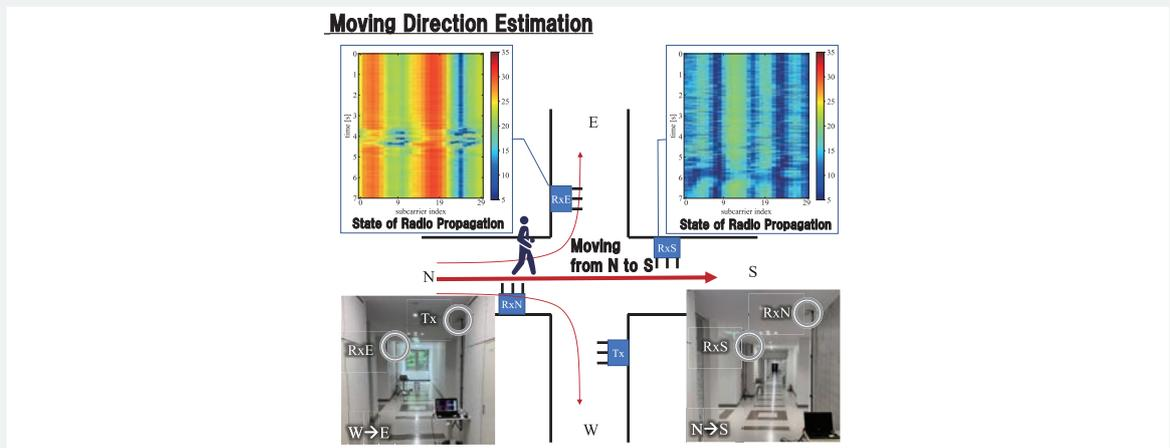 Moving Direction Estimation
0
1
2
3
4
5
6
7
time [s]
0 9 19 29
subcarrier index
35
30
25
20
15
10
5
State of Radio Propagation
0
1
2
3
4
5
6
7
time [s]
0 9 19 29
subcarrier index
35
30
25
20
15
10
5
State of Radio Propagation
E
RxE
RxS
Moving
from N to S
N
S
RxN
Tx
W
Tx
RxE
W→E
RxN
RxS
N→S